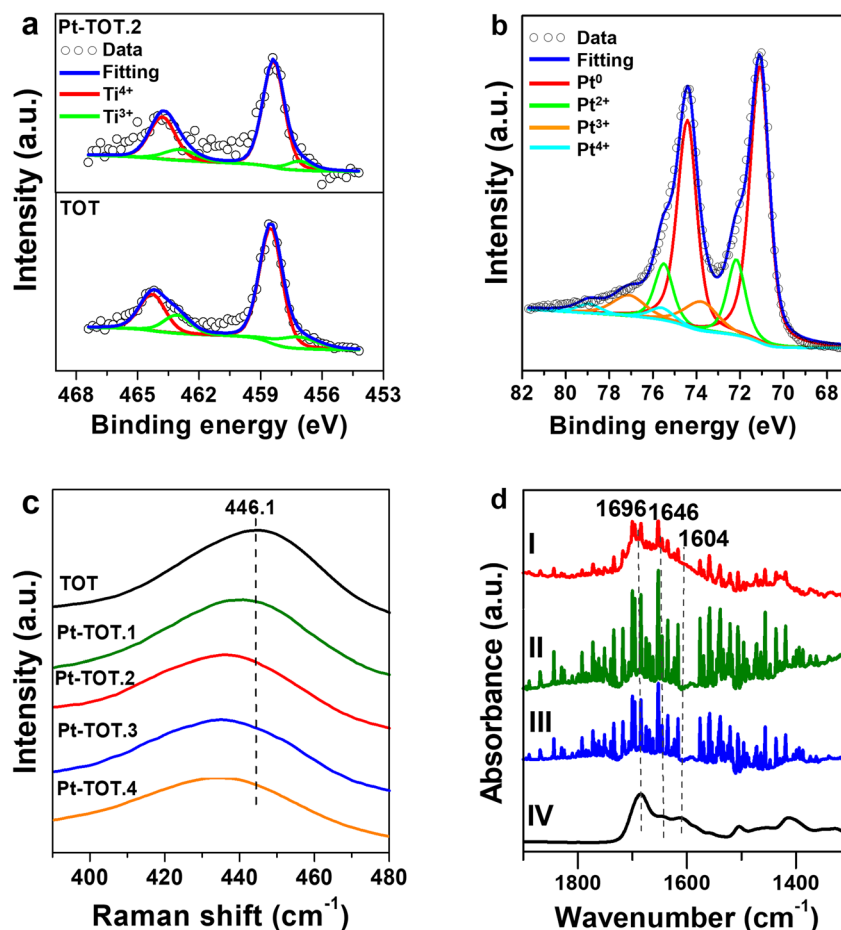 a
Pt-TOT.2
Data
Fitting
Ti⁴⁺
Ti³⁺
TOT
Intensity (a.u.)
468 465 462 459 456 453
Binding energy (eV)
b
Data
Fitting
Pt⁰
Pt²⁺
Pt³⁺
Pt⁴⁺
Intensity (a.u.)
82 80 78 76 74 72 70 68
Binding energy (eV)
c
446.1
TOT
Pt-TOT.1
Pt-TOT.2
Pt-TOT.3
Pt-TOT.4
Intensity (a.u.)
400 420 440 460 480
Raman shift (cm⁻¹)
d
1696 1646
1604
I
II
III
IV
Absorbance (a.u.)
1800 1600 1400
Wavenumber (cm⁻¹)